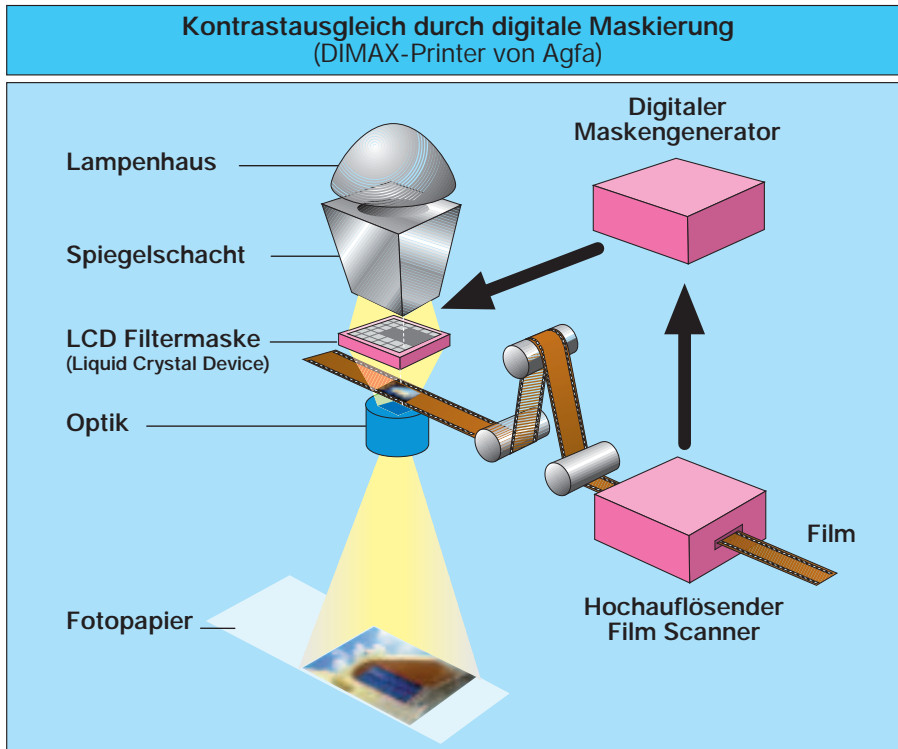 Kontrastausgleich durch digitale Maskierung
(DIMAX-Printer von Agfa)
Digitaler
Maskengenerator
Lampenhaus
Spiegelschacht
LCD Filtermaske
(Liquid Crystal Device)
Optik
Film
Fotopapier
Hochauflösender
Film Scanner